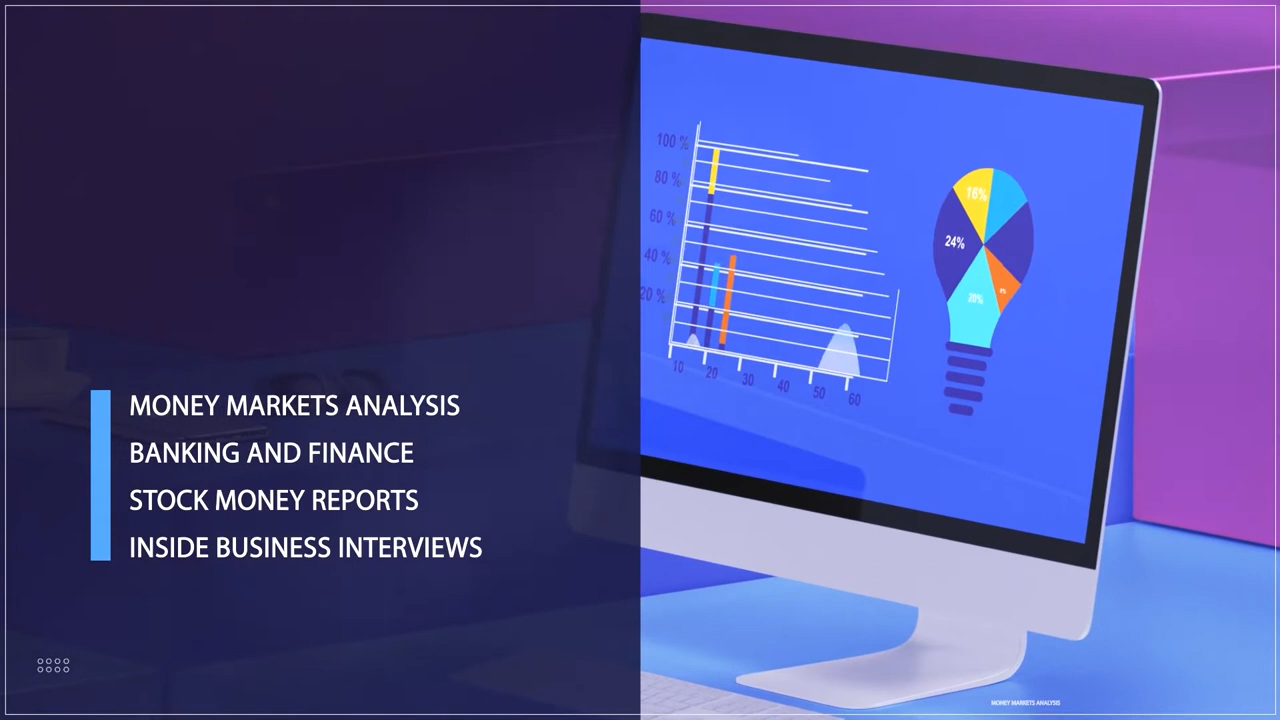 MONEY MARKETS ANALYSIS
BANKING AND FINANCE
STOCK MONEY REPORTS
INSIDE BUSINESS INTERVIEWS
100 %
80 %
60 %
40 %
20 %
10 20 30 40 50 60
16%
24%
20%
MONEY MARKETS ANALYSIS